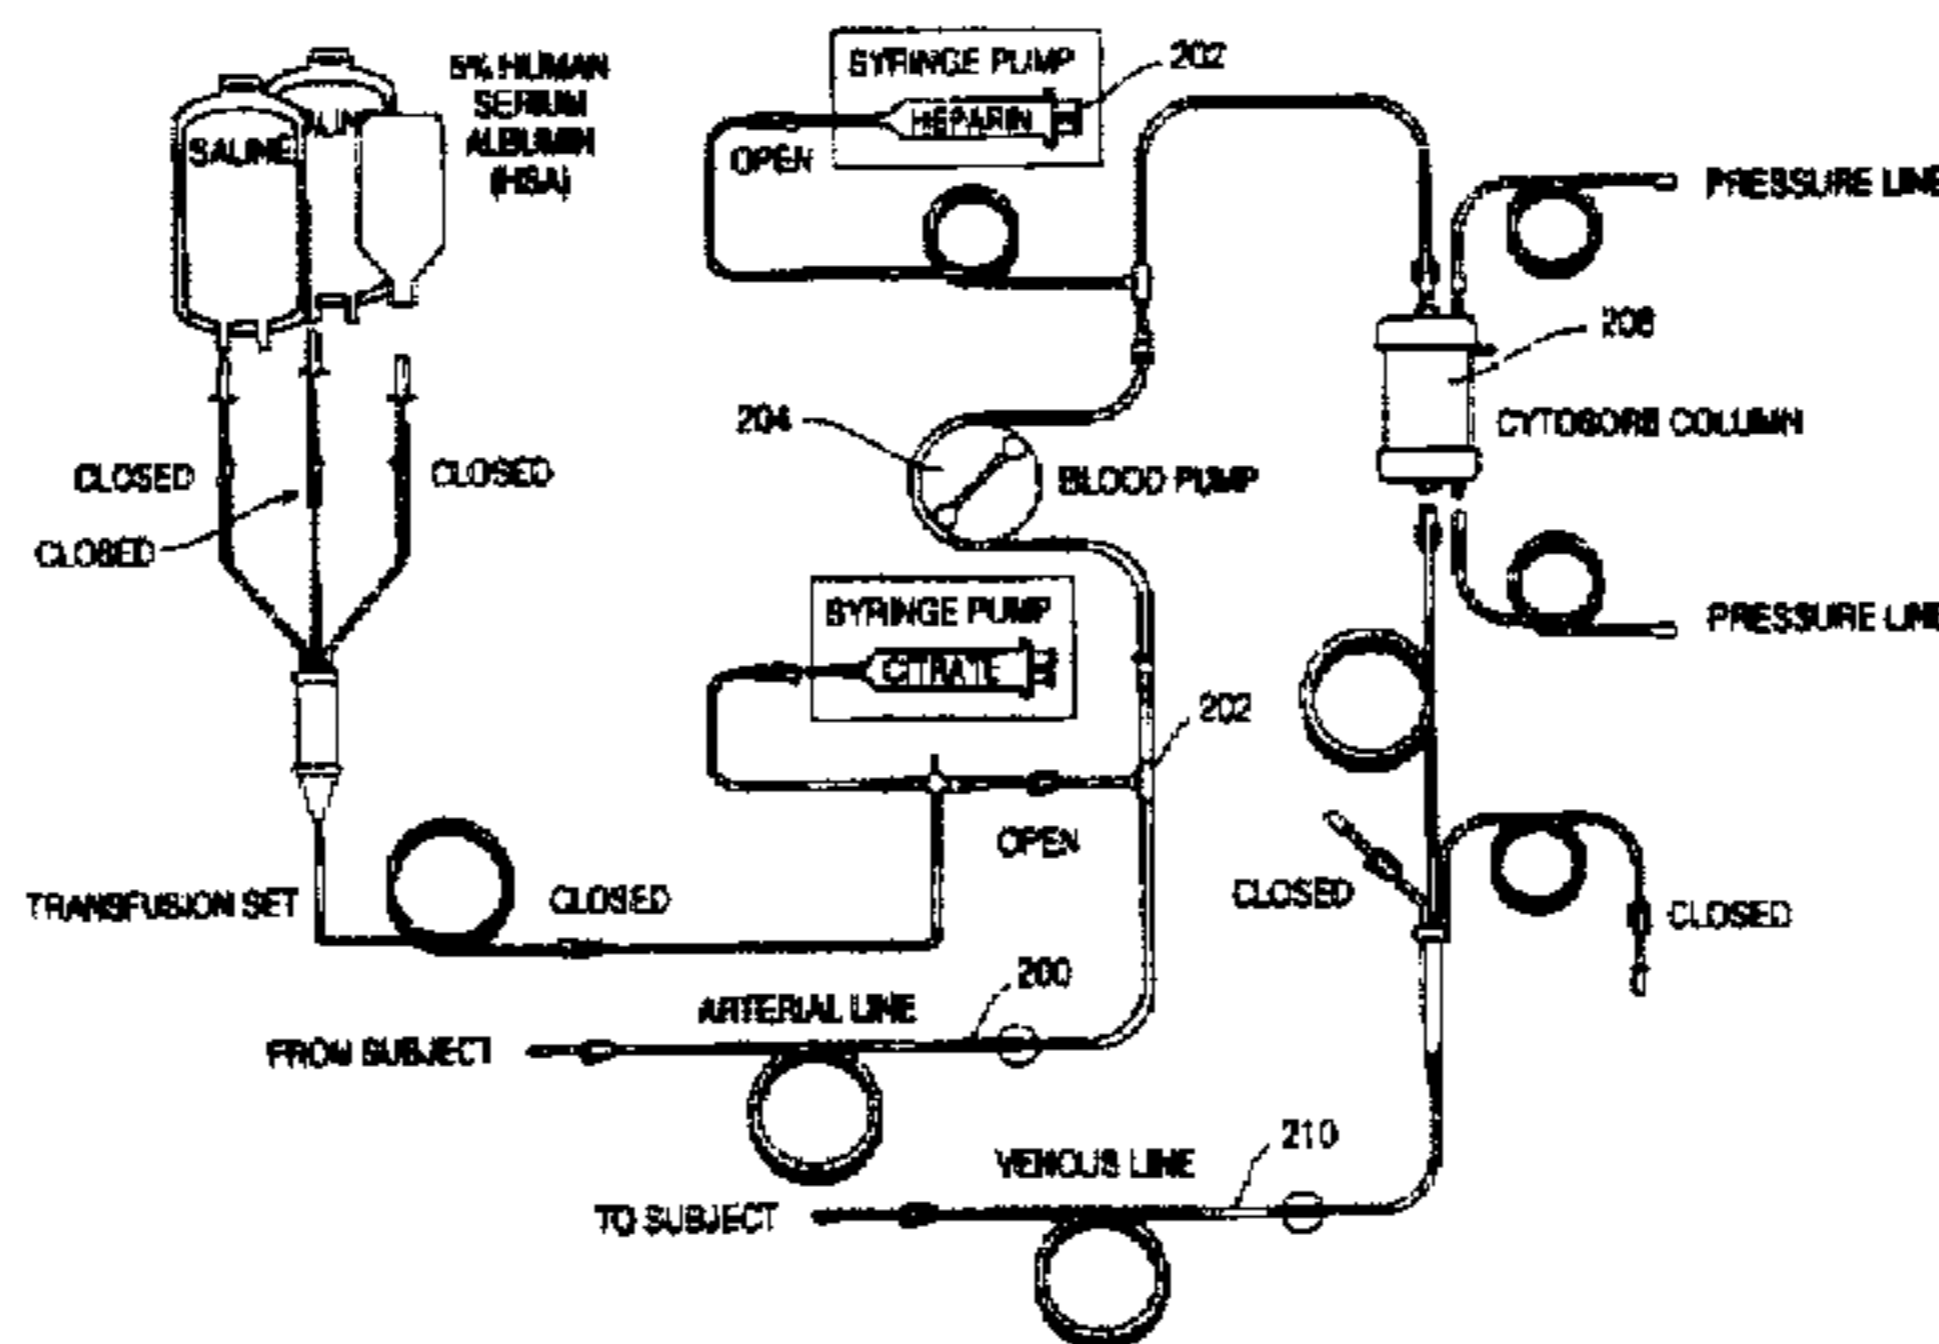 5% HUMAN
SERUM
ALBUMIN
(HSA)
SALINE
SYRINGE PUMP
HEPARIN
202
OPEN
PRESSURE LINE
208
CYTOSORB COLUMN
204
BLOOD PUMP
CLOSED
CLOSED
CLOSED
SYRINGE PUMP
CITRATE
PRESSURE LINE
202
OPEN
TRANSFUSION SET
CLOSED
CLOSED
CLOSED
200
ARTERIAL LINE
FROM SUBJECT
210
VENOUS LINE
TO SUBJECT